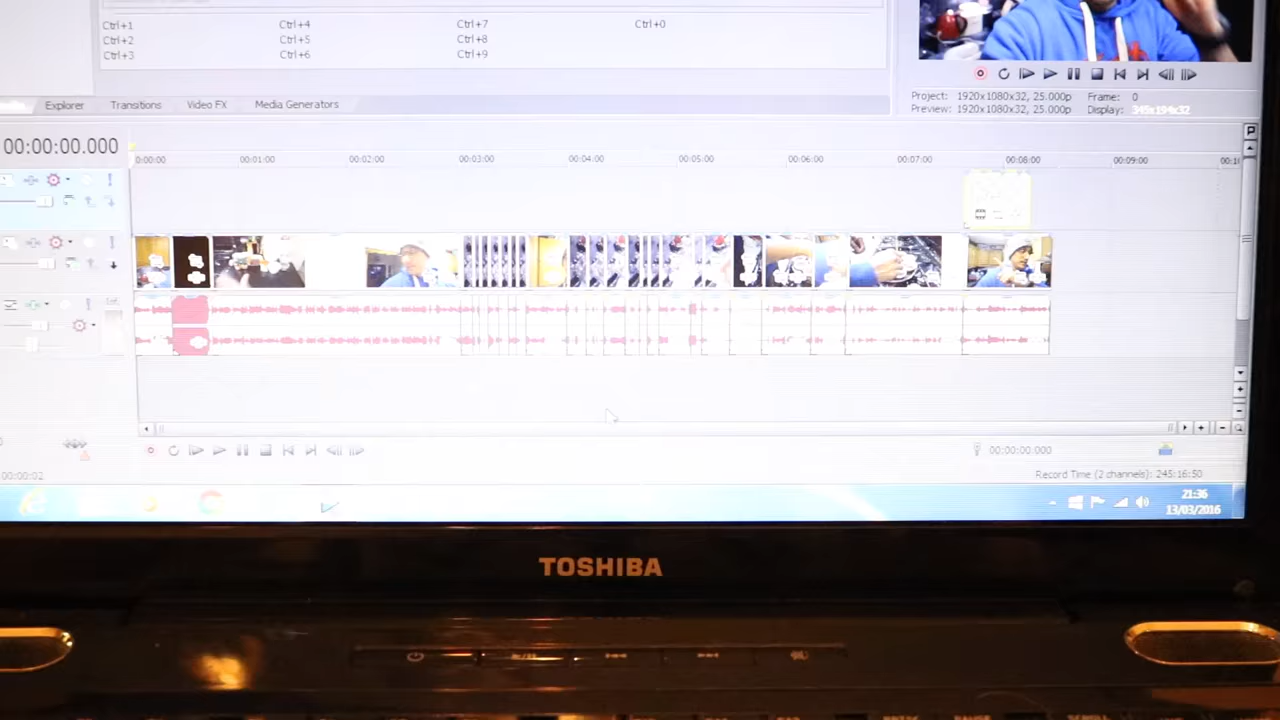 Ctrl+1 Ctrl+4 Ctrl+7 Ctrl+0
Ctrl+2 Ctrl+5 Ctrl+8
Ctrl+3 Ctrl+6 Ctrl+9
Explorer Transitions Video FX Media Generators
Project: 1920x1080x32, 25.000p Frame: 0
Preview: 1920x1080x32, 25.000p Display: 345x194x32
00:00:00.000
0:00:00 00:01:00 00:02:00 00:03:00 00:04:00 00:05:00 00:06:00 00:07:00 00:08:00 00:09:00
P
00:00:00.000
00:00:02
Record Time (2 channels): 245:16:50
21:36
13/03/2016
TOSHIBA